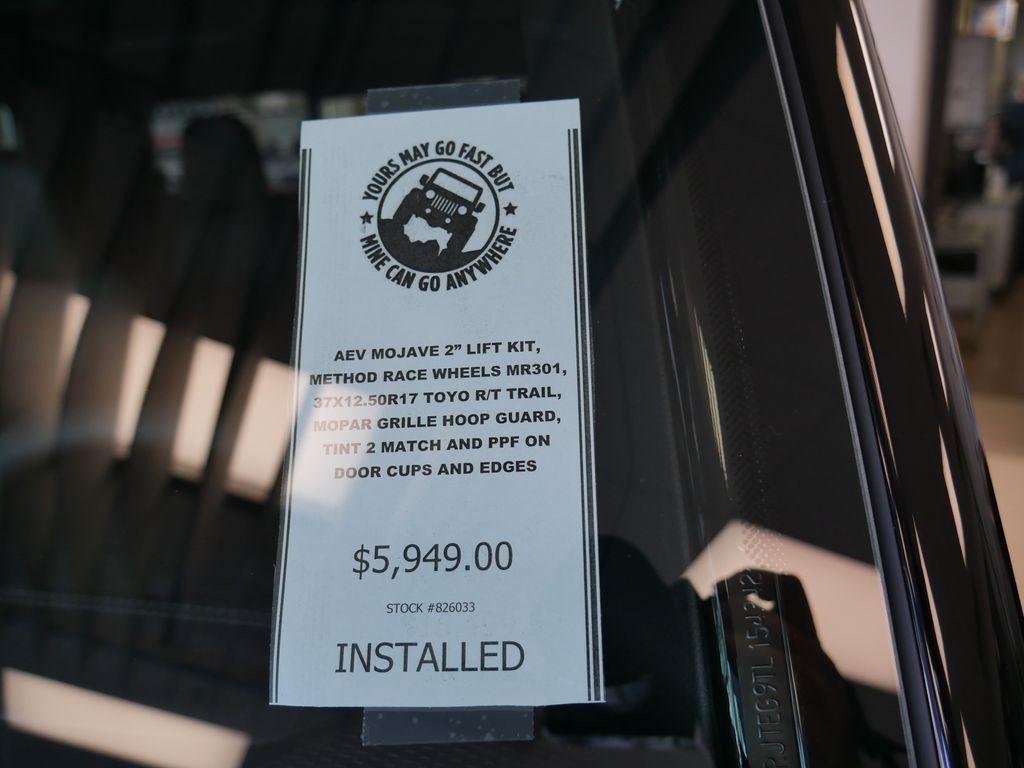 YOURS MAY GO FAST BUT
MINE CAN GO ANYWHERE
AEV MOJAVE 2” LIFT KIT,
METHOD RACE WHEELS MR301,
37X12.50R17 TOYO R/T TRAIL,
MOPAR GRILLE HOOP GUARD,
TINT 2 MATCH AND PPF ON
DOOR CUPS AND EDGES
$5,949.00
STOCK #826033
INSTALLED